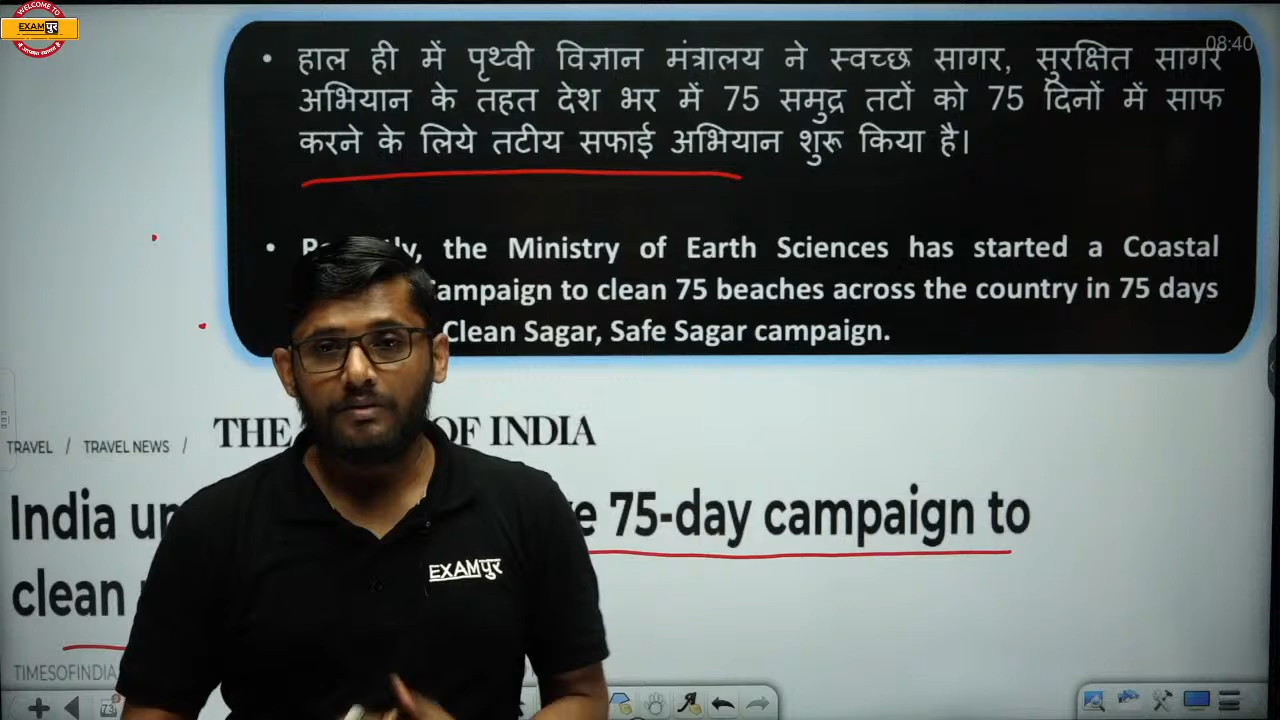 WELCOME TO
EXAMपुर
08:40
• हाल ही में पृथ्वी विज्ञान मंत्रालय ने स्वच्छ सागर, सुरक्षित सागर
अभियान के तहत देश भर में 75 समुद्र तटों को 75 दिनों में साफ
करने के लिये तटीय सफाई अभियान शुरू किया है।
• the Ministry of Earth Sciences has started a Coastal
Campaign to clean 75 beaches across the country in 75 days
Clean Sagar, Safe Sagar campaign.
THE OF INDIA
TRAVEL / TRAVEL NEWS /
India 75-day campaign to
clean
TIMESOFINDIA
EXAMपुर
73